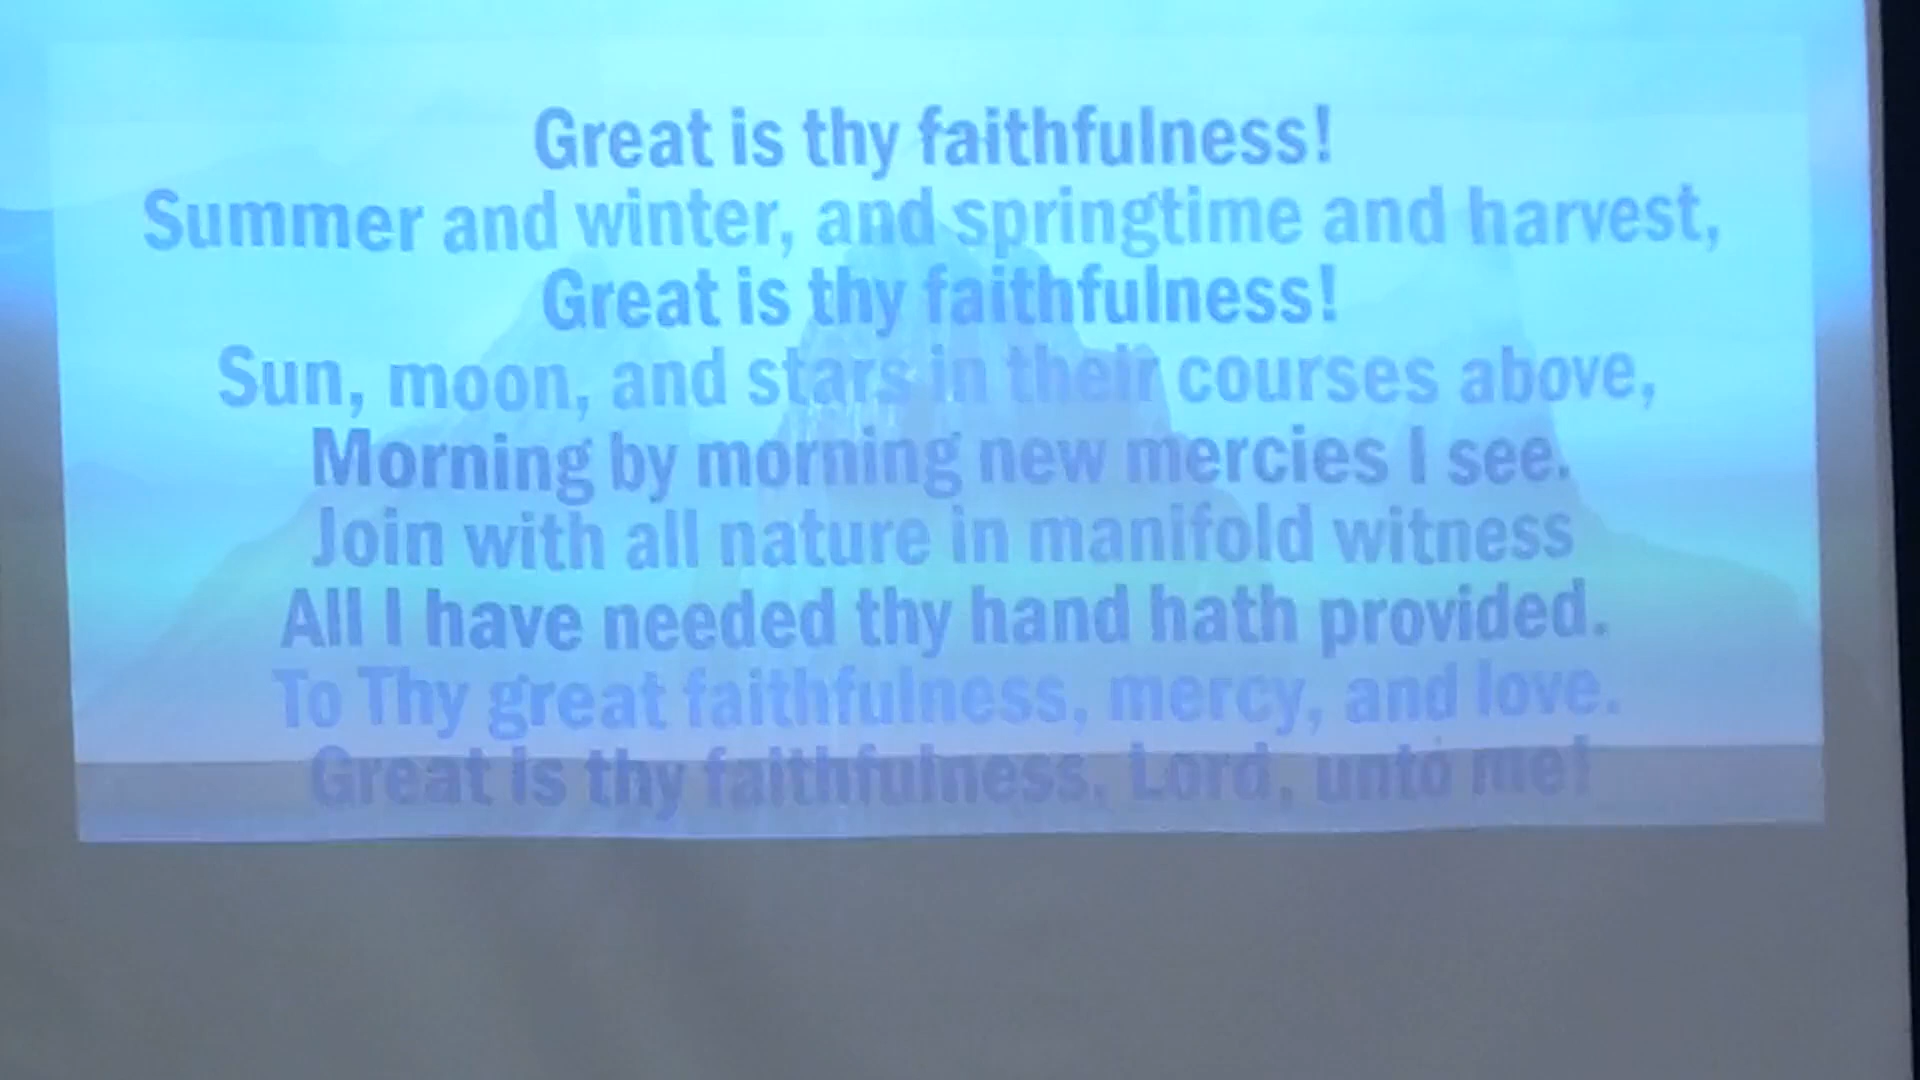 Great is thy faithfulness!
Summer and winter, and springtime and harvest,
Great is thy faithfulness!
Sun, moon, and stars in their courses above,
Morning by morning new mercies I see.
Join with all nature in manifold witness
All I have needed thy hand hath provided.
To Thy great faithfulness, mercy, and love.
Great is thy faithfulness, Lord, unto me!